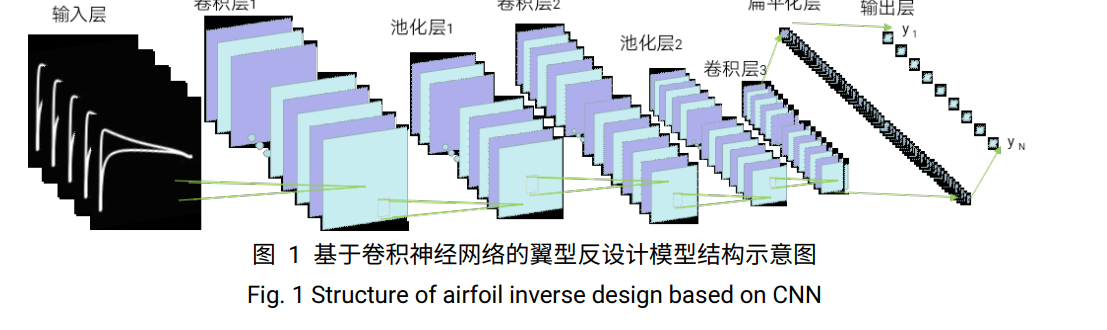 输入层
卷积层1
池化层1
卷积层2
池化层2
卷积层3
扁平化层
输出层
y 1
y N
图 1 基于卷积神经网络的翼型反设计模型结构示意图
Fig. 1 Structure of airfoil inverse design based on CNN